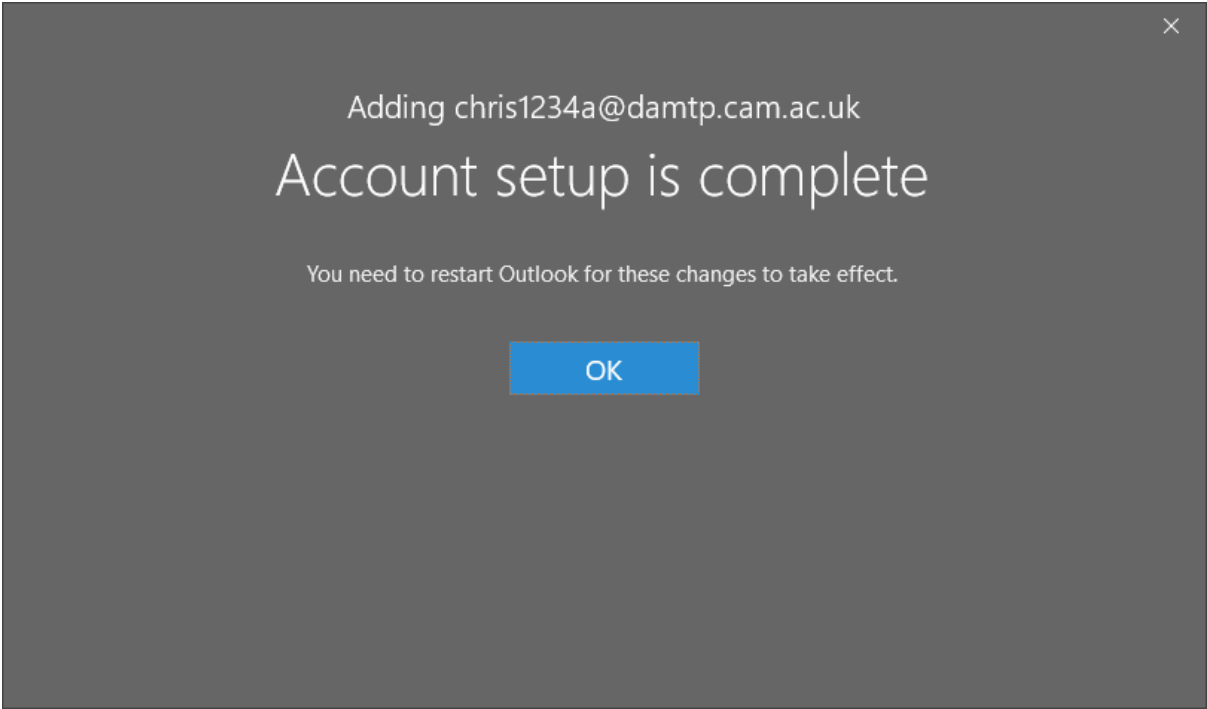 Adding chris1234a@damtp.cam.ac.uk
Account setup is complete
You need to restart Outlook for these changes to take effect.
OK